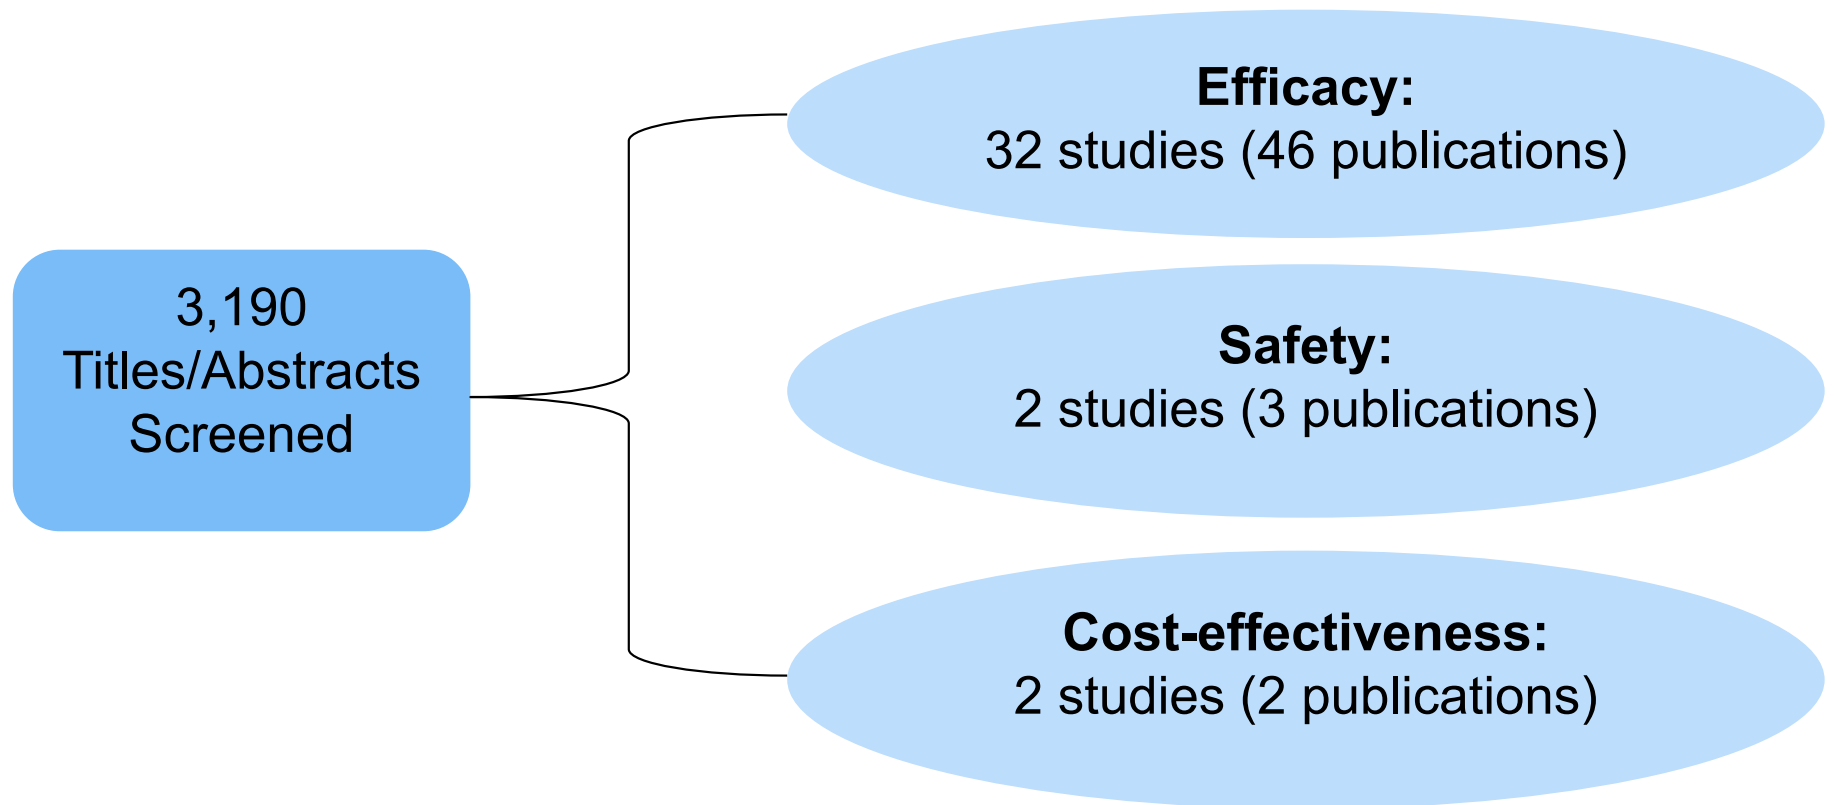 3,190
Titles/Abstracts
Screened
Efficacy:
32 studies (46 publications)
Safety:
2 studies (3 publications)
Cost-effectiveness:
2 studies (2 publications)